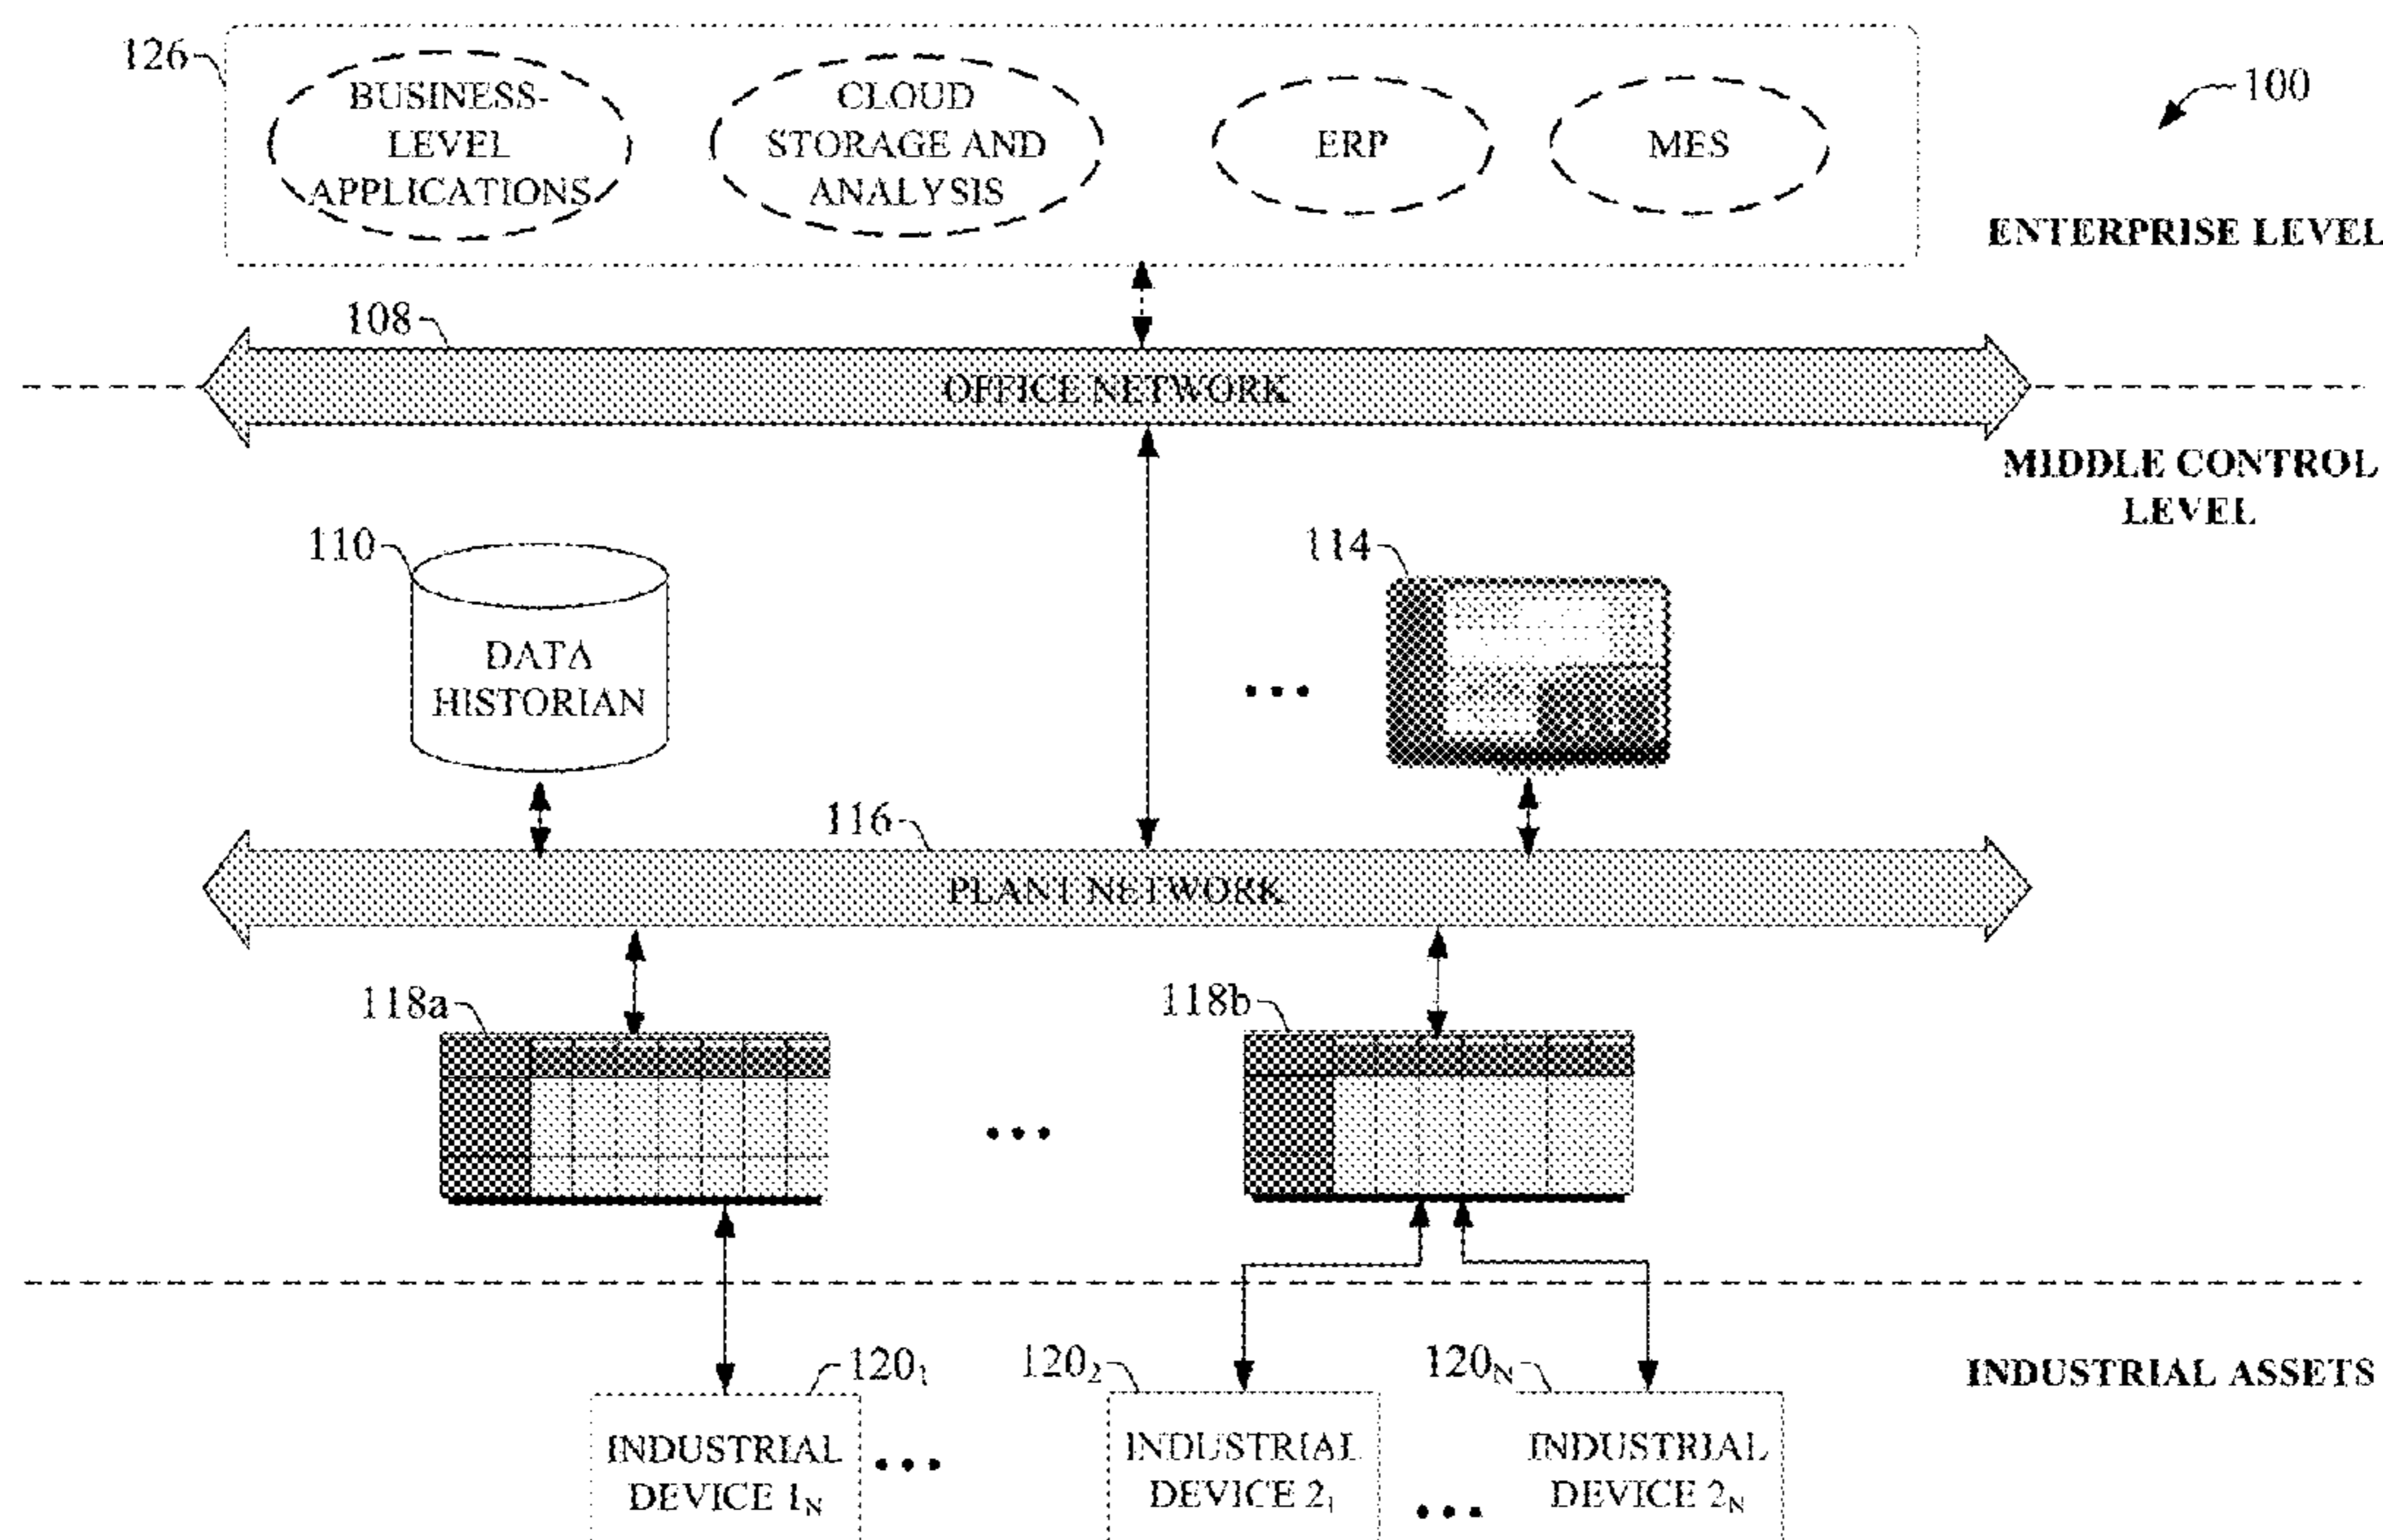 126
BUSINESS-
LEVEL
APPLICATIONS
CLOUD
STORAGE AND
ANALYSIS
ERP
MES
100
ENTERPRISE LEVEL
108
OFFICE NETWORK
MIDDLE CONTROL
LEVEL
110
DATA
HISTORIAN
114
116
PLANT NETWORK
118a
118b
120₁
120₂
120N
INDUSTRIAL ASSETS
INDUSTRIAL
DEVICE 1N
INDUSTRIAL
DEVICE 2₁
INDUSTRIAL
DEVICE 2N